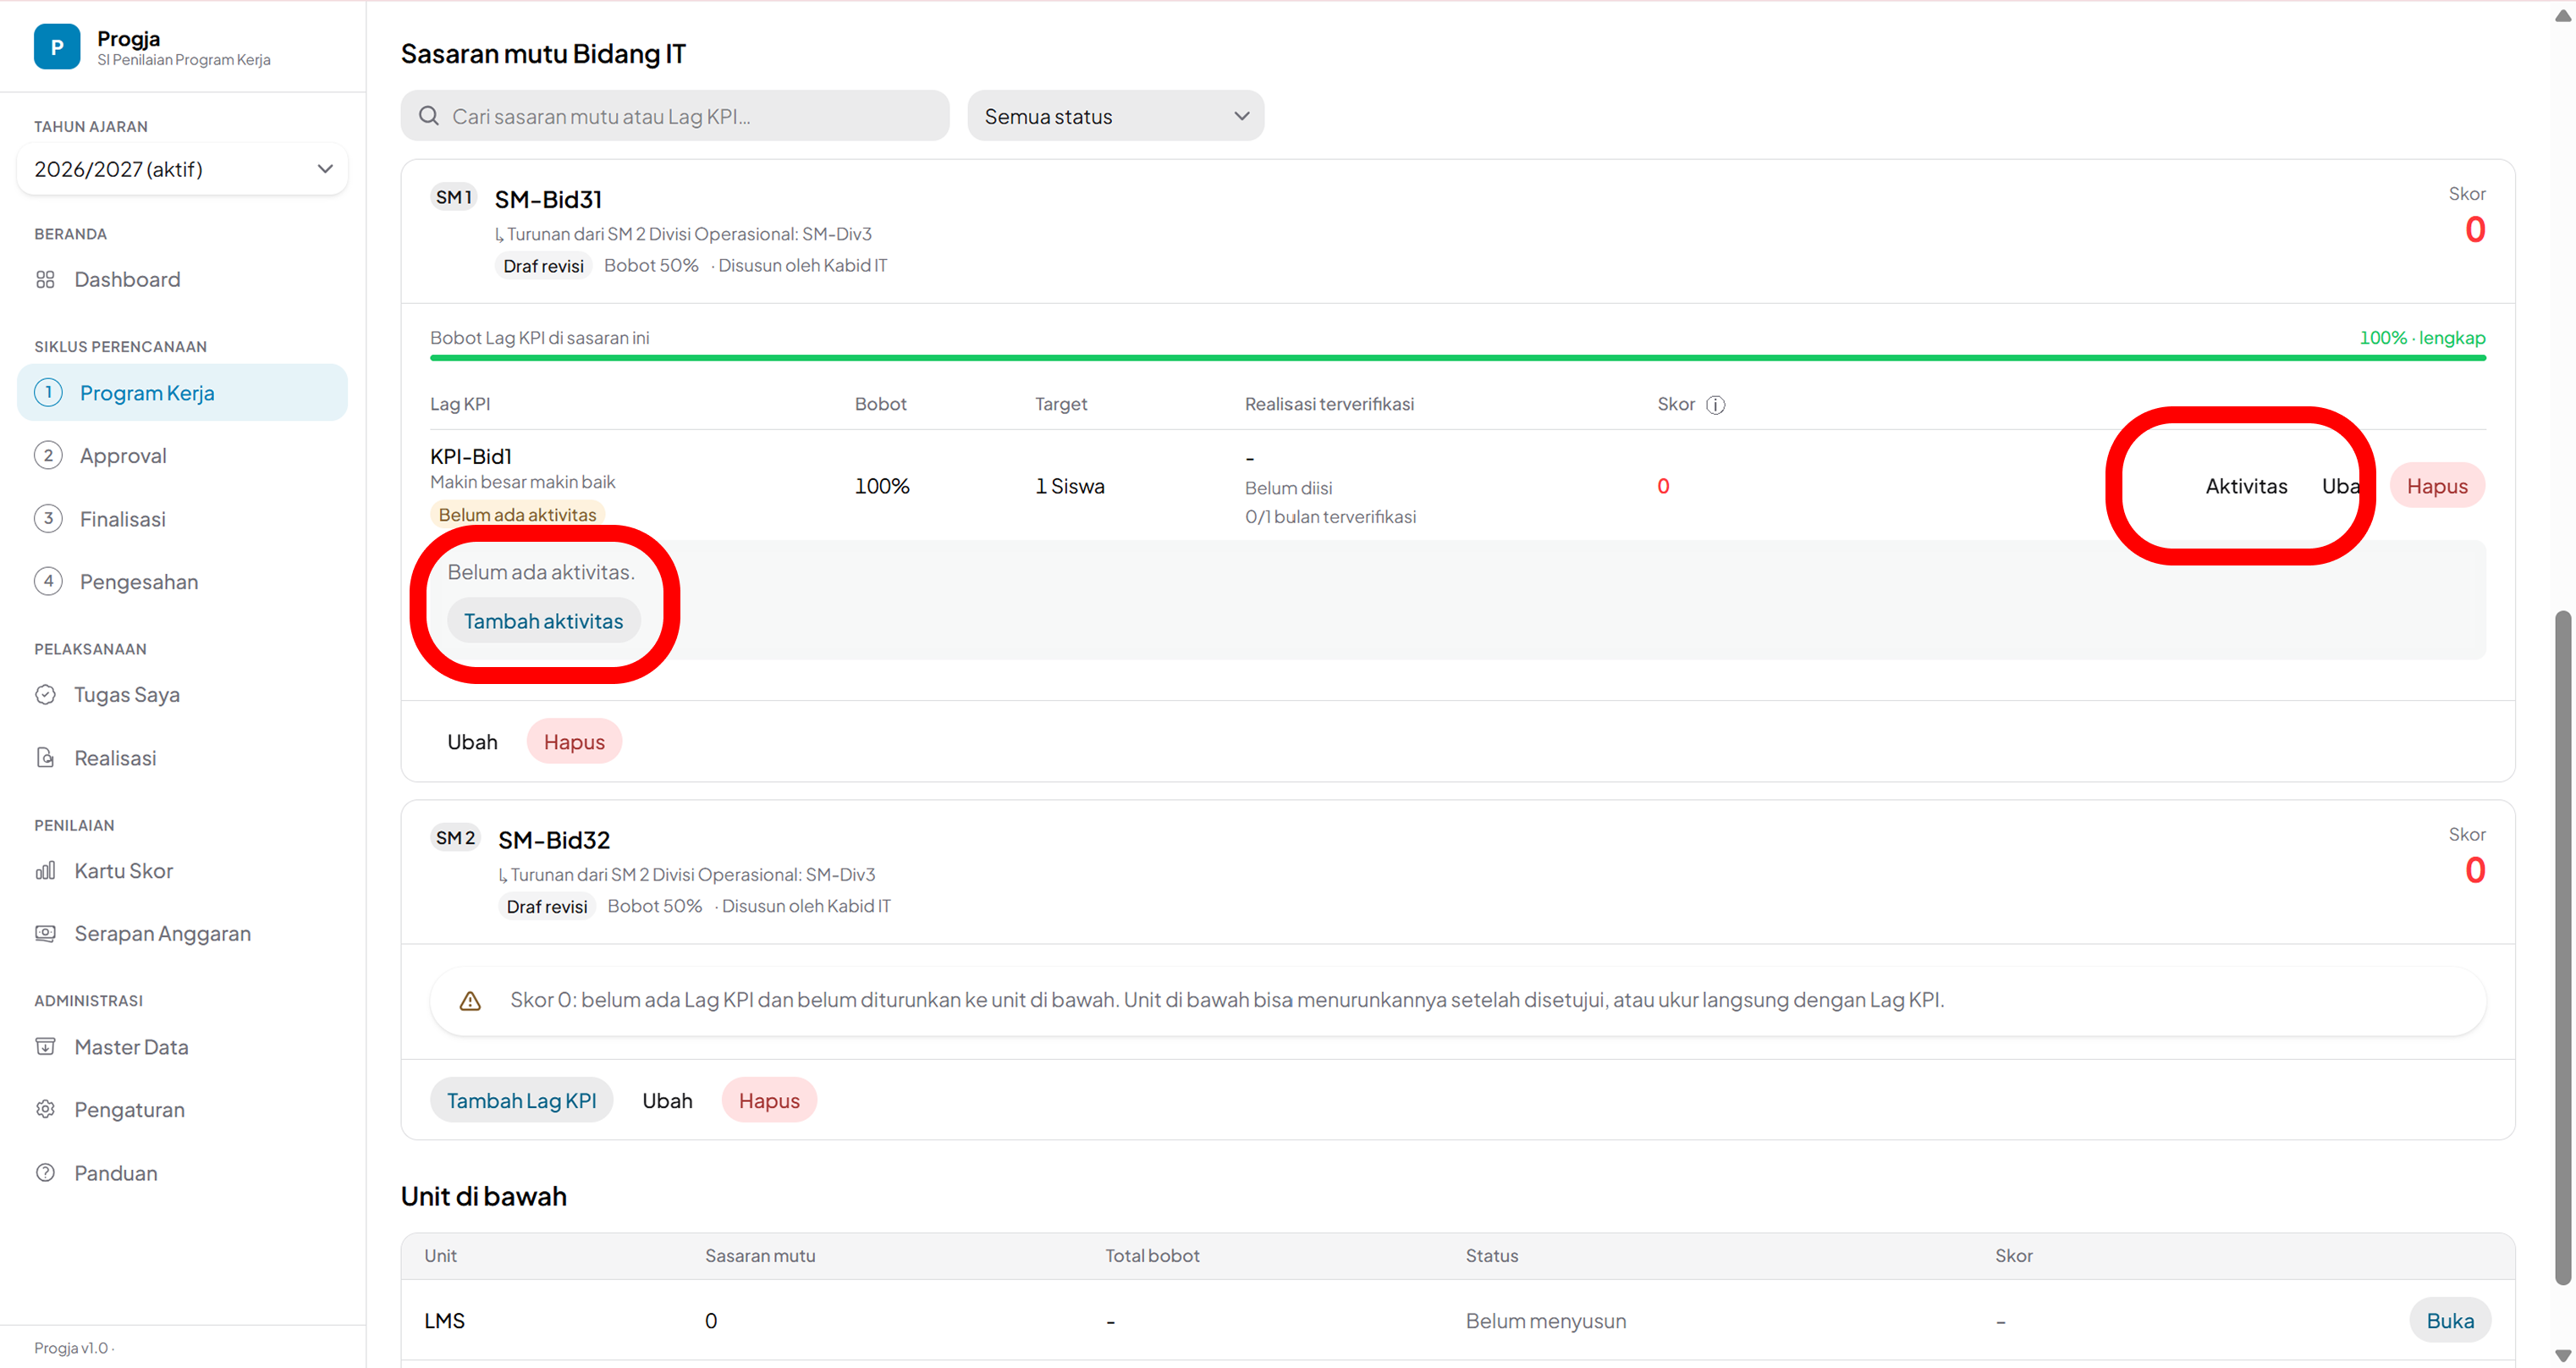 P
Progja
SI Penilaian Program Kerja
TAHUN AJARAN
2026/2027 (aktif)
BERANDA
Dashboard
SIKLUS PERENCANAAN
1 Program Kerja
2 Approval
3 Finalisasi
4 Pengesahan
PELAKSANAAN
Tugas Saya
Realisasi
PENILAIAN
Kartu Skor
Serapan Anggaran
ADMINISTRASI
Master Data
Pengaturan
Panduan
Progja v1.0 ·
Sasaran mutu Bidang IT
Cari sasaran mutu atau Lag KPI...
Semua status
SM 1 SM-Bid31
Skor
0
↳ Turunan dari SM 2 Divisi Operasional: SM-Div3
Draf revisi Bobot 50% · Disusun oleh Kabid IT
Bobot Lag KPI di sasaran ini 100% · lengkap
Lag KPI Bobot Target Realisasi terverifikasi Skor
KPI-Bid1
Makin besar makin baik
Belum ada aktivitas
100%
1 Siswa
-
Belum diisi
0/1 bulan terverifikasi
0
Aktivitas Uba Hapus
Belum ada aktivitas.
Tambah aktivitas
Ubah Hapus
SM 2 SM-Bid32
Skor
0
↳ Turunan dari SM 2 Divisi Operasional: SM-Div3
Draf revisi Bobot 50% · Disusun oleh Kabid IT
Skor 0: belum ada Lag KPI dan belum diturunkan ke unit di bawah. Unit di bawah bisa menurunkannya setelah disetujui, atau ukur langsung dengan Lag KPI.
Tambah Lag KPI Ubah Hapus
Unit di bawah
Unit Sasaran mutu Total bobot Status Skor
LMS 0 - Belum menyusun - Buka